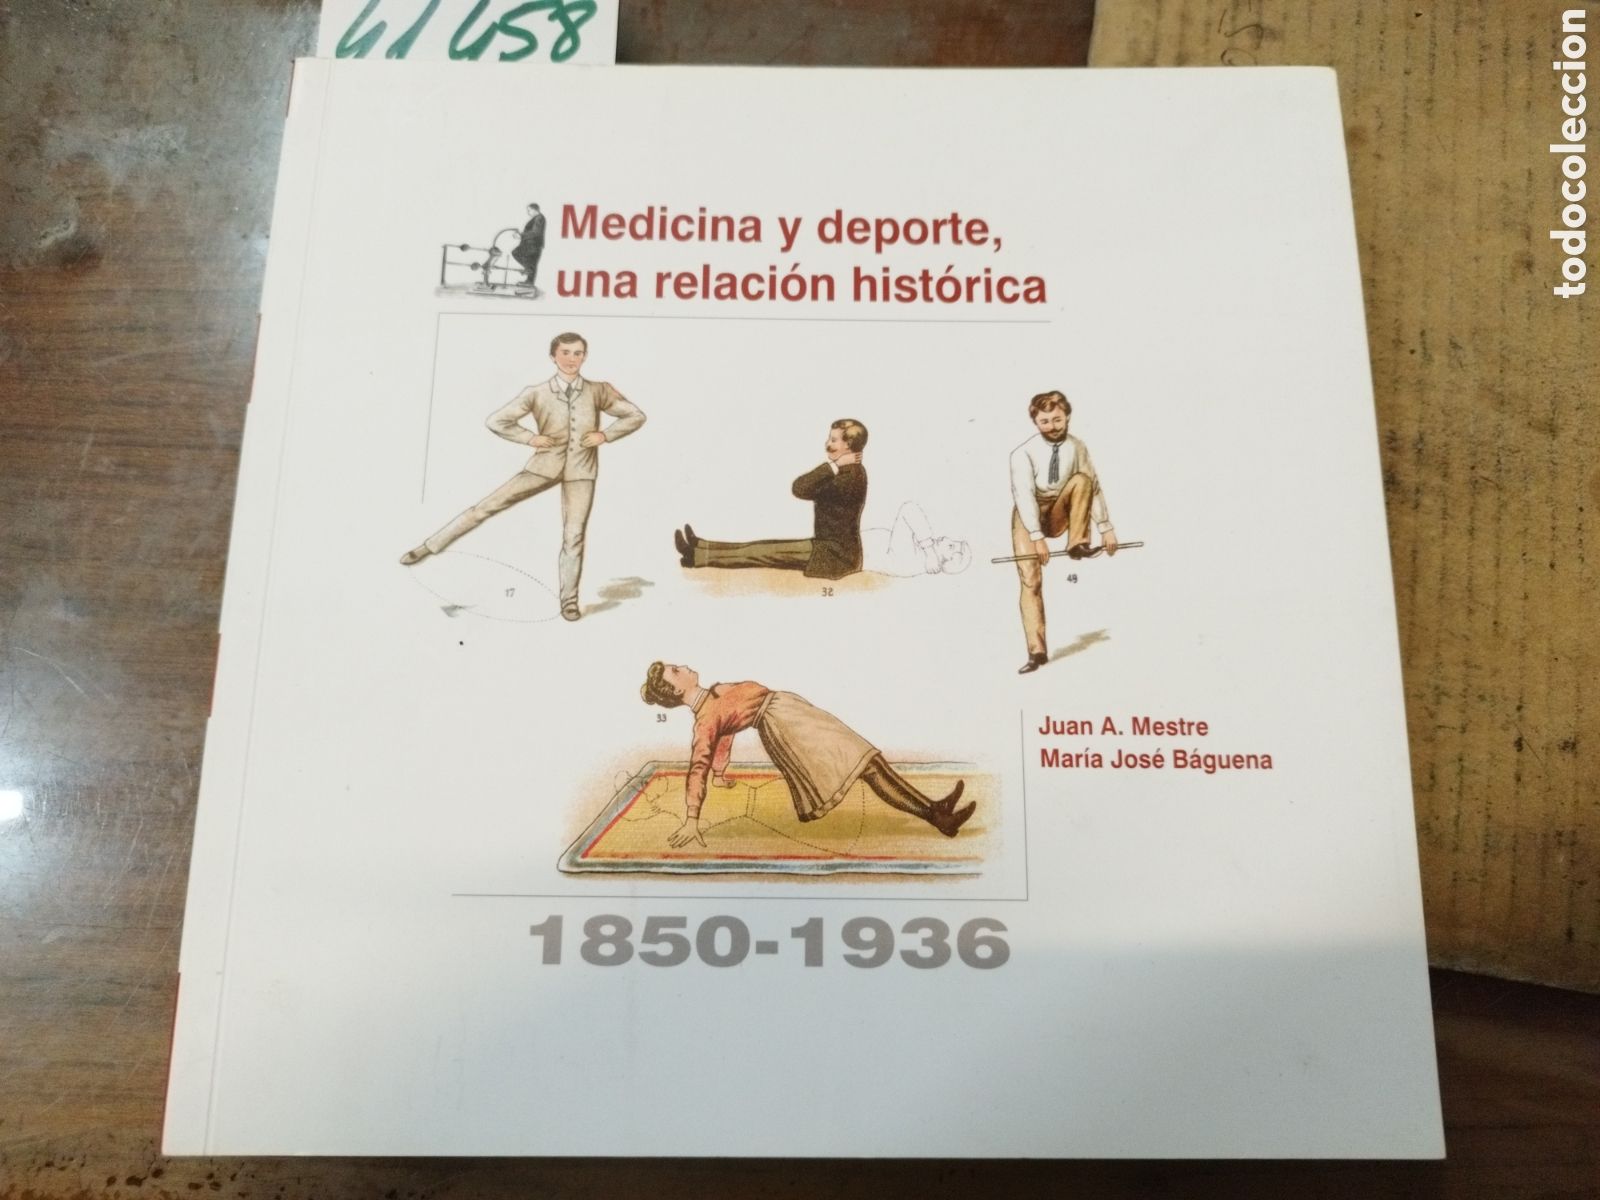 41458
Medicina y deporte,
una relación histórica
17
32
49
33
Juan A. Mestre
María José Báguena
1850-1936
todocoleccion